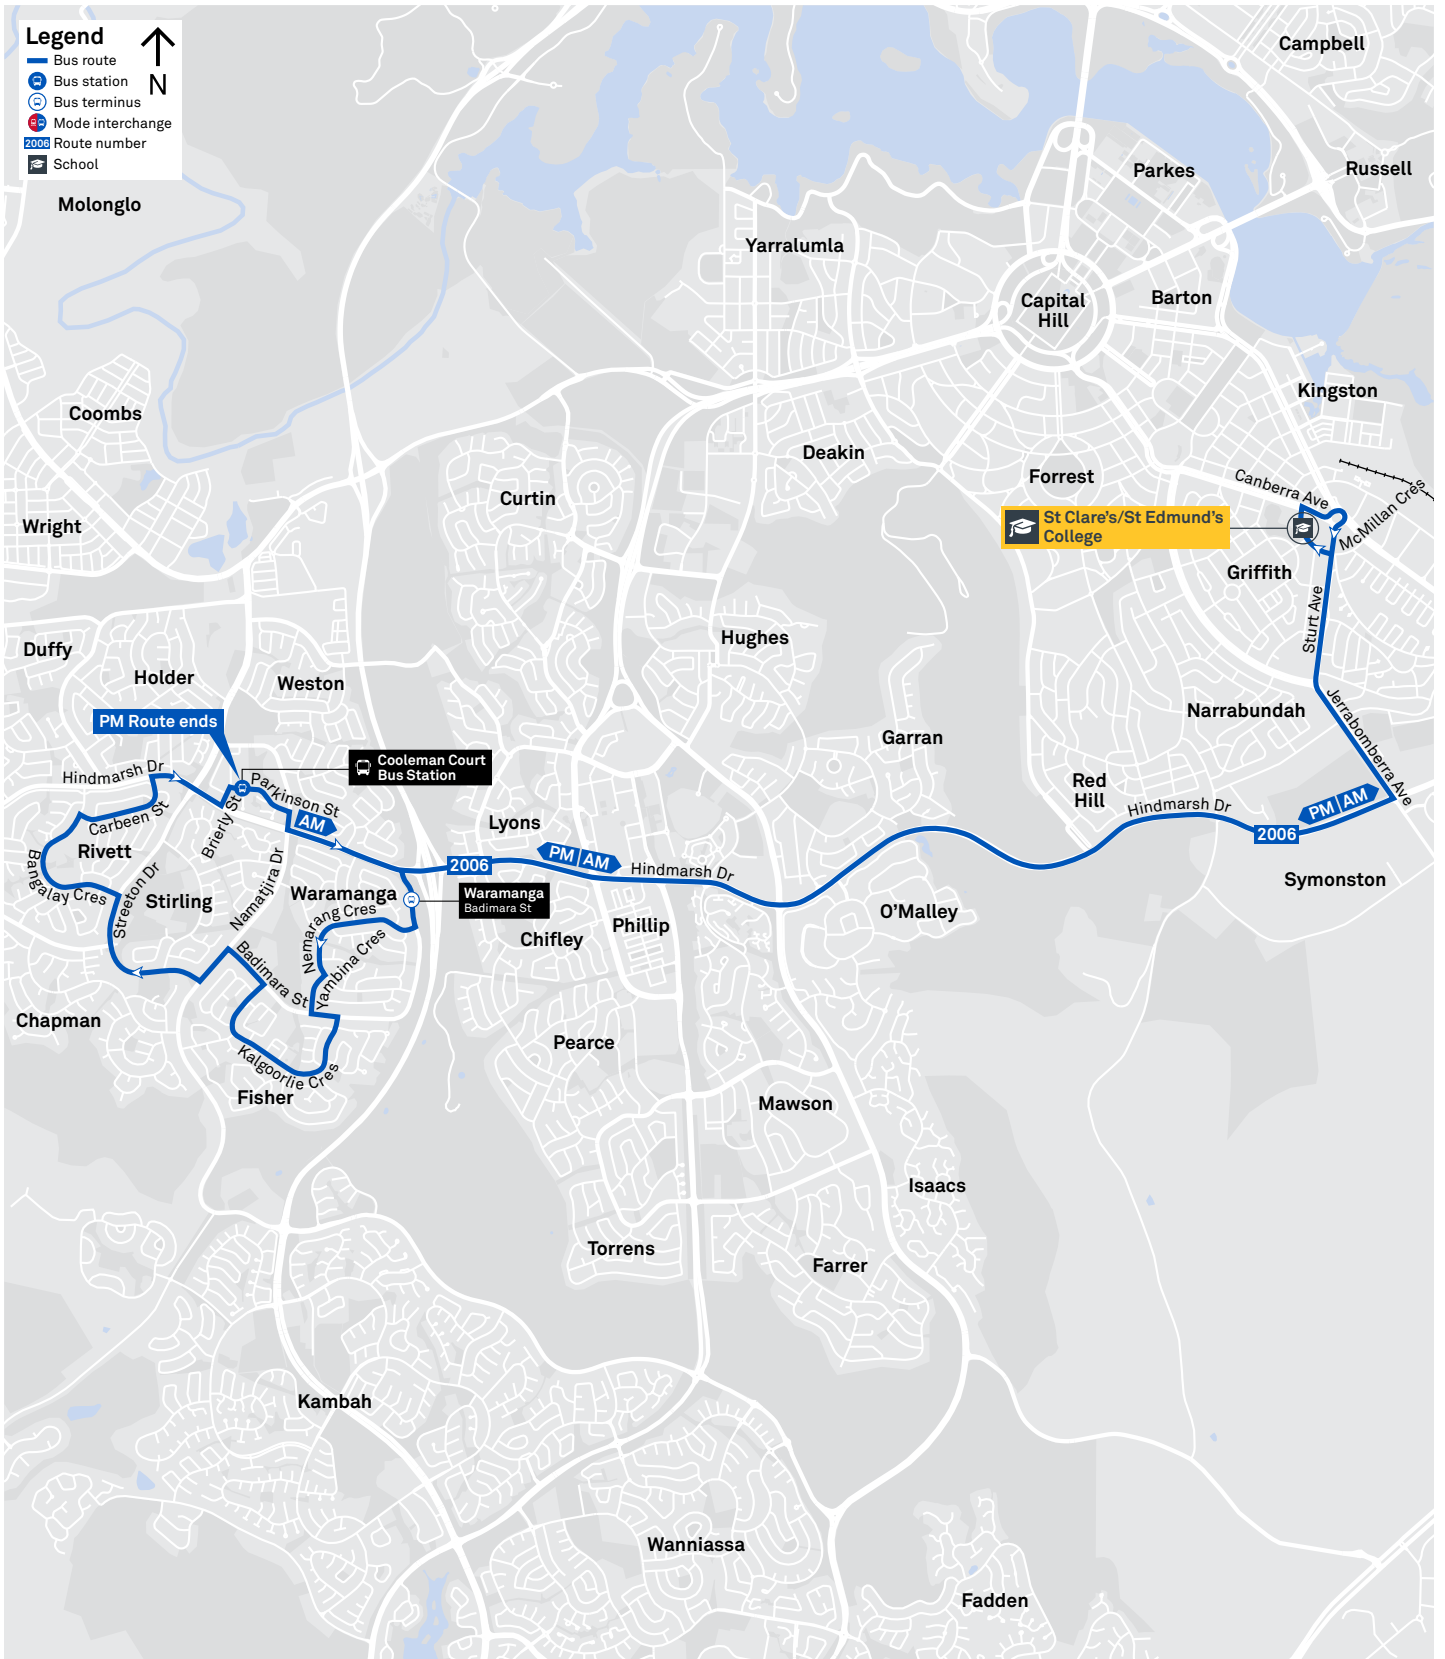 Legend
N
Bus route
Bus station
Bus terminus
Mode interchange
2006 Route number
School
Campbell
Russell
Parkes
Molonglo
Yarralumla
Capital
Hill
Barton
Kingston
Coombs
Deakin
Forrest
Curtin
Canberra Ave
McMillan Cres
St Clare's/St Edmund's
College
Wright
Griffith
Sturt Ave
Duffy
Hughes
Holder
Weston
PM Route ends
Narrabundah
Jerrabomberra Ave
Garran
Cooleman Court
Bus Station
Hindmarsh Dr
Parkinson St
Red
Hill
Hindmarsh Dr
PM AM
2006
Carbeen St
Brierly St
AM
Lyons
Rivett
PM AM
2006
Hindmarsh Dr
Bangalay Cres
Streeton Dr
Stirling
Namatjira Dr
Waramanga
Waramanga
Badimara St
Symonston
O'Malley
Nemarang Cres
Yambina Cres
Phillip
Chifley
Badimara St
Chapman
Pearce
Kalgoorlie Cres
Fisher
Mawson
Isaacs
Torrens
Farrer
Kambah
Wanniassa
Fadden